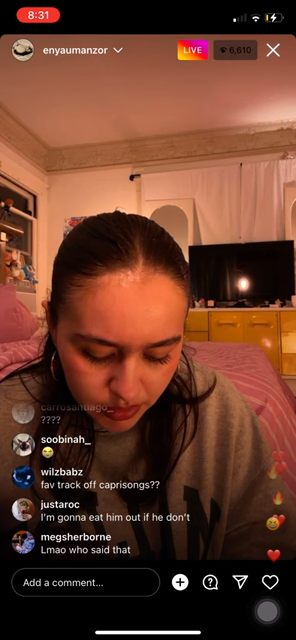 8:31
enyaumanzor
LIVE
6,610
carrosantiago_
????
soobinah_
😭
wilzbabz
fav track off caprisongs??
justaroc
I'm gonna eat him out if he don't
megsherborne
Lmao who said that
Add a comment...